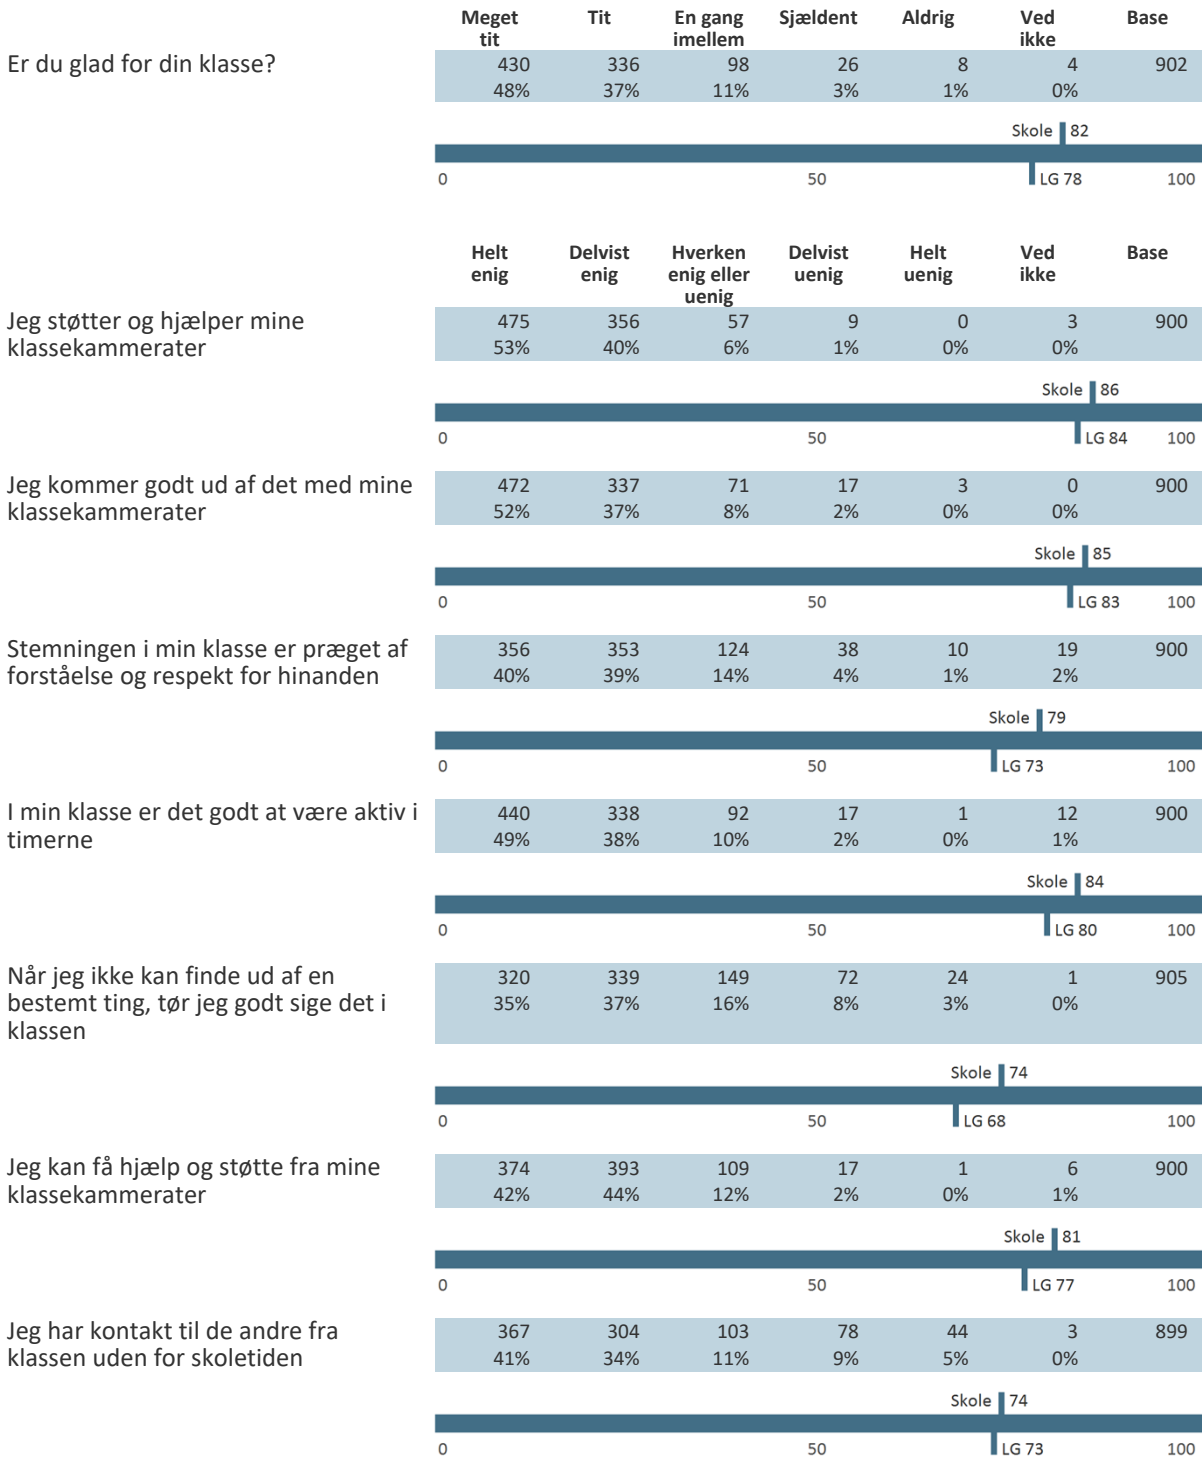 Meget tit Tit En gang imellem Sjældent Aldrig Ved ikke Base
Er du glad for din klasse? 430 336 98 26 8 4 902
48% 37% 11% 3% 1% 0%
Skole 82
0 50 LG 78 100
Helt enig Delvist enig Hverken enig eller uenig Delvist uenig Helt uenig Ved ikke Base
Jeg støtter og hjælper mine 475 356 57 9 0 3 900
klassekammerater 53% 40% 6% 1% 0% 0%
Skole 86
0 50 LG 84 100
Jeg kommer godt ud af det med mine 472 337 71 17 3 0 900
klassekammerater 52% 37% 8% 2% 0% 0%
Skole 85
0 50 LG 83 100
Stemningen i min klasse er præget af 356 353 124 38 10 19 900
forståelse og respekt for hinanden 40% 39% 14% 4% 1% 2%
Skole 79
0 50 LG 73 100
I min klasse er det godt at være aktiv i 440 338 92 17 1 12 900
timerne 49% 38% 10% 2% 0% 1%
Skole 84
0 50 LG 80 100
Når jeg ikke kan finde ud af en 320 339 149 72 24 1 905
bestemt ting, tør jeg godt sige det i 35% 37% 16% 8% 3% 0%
klassen
Skole 74
0 50 LG 68 100
Jeg kan få hjælp og støtte fra mine 374 393 109 17 1 6 900
klassekammerater 42% 44% 12% 2% 0% 1%
Skole 81
0 50 LG 77 100
Jeg har kontakt til de andre fra 367 304 103 78 44 3 899
klassen uden for skoletiden 41% 34% 11% 9% 5% 0%
Skole 74
0 50 LG 73 100